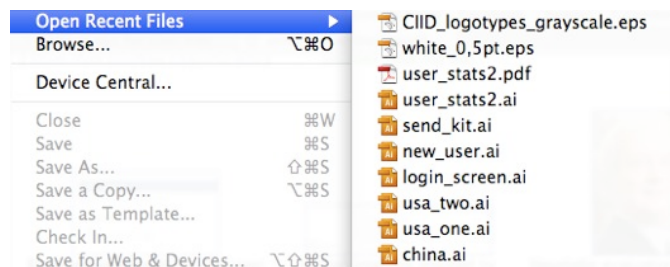 Open Recent Files ▶
Browse... ⌥⌘O
Device Central...
Close ⌘W
Save ⌘S
Save As... ⇧⌘S
Save a Copy... ⌥⌘S
Save as Template...
Check In...
Save for Web & Devices... ⌥⇧⌘S
CIID_logotypes_grayscale.eps
white_0,5pt.eps
user_stats2.pdf
user_stats2.ai
send_kit.ai
new_user.ai
login_screen.ai
usa_two.ai
usa_one.ai
china.ai